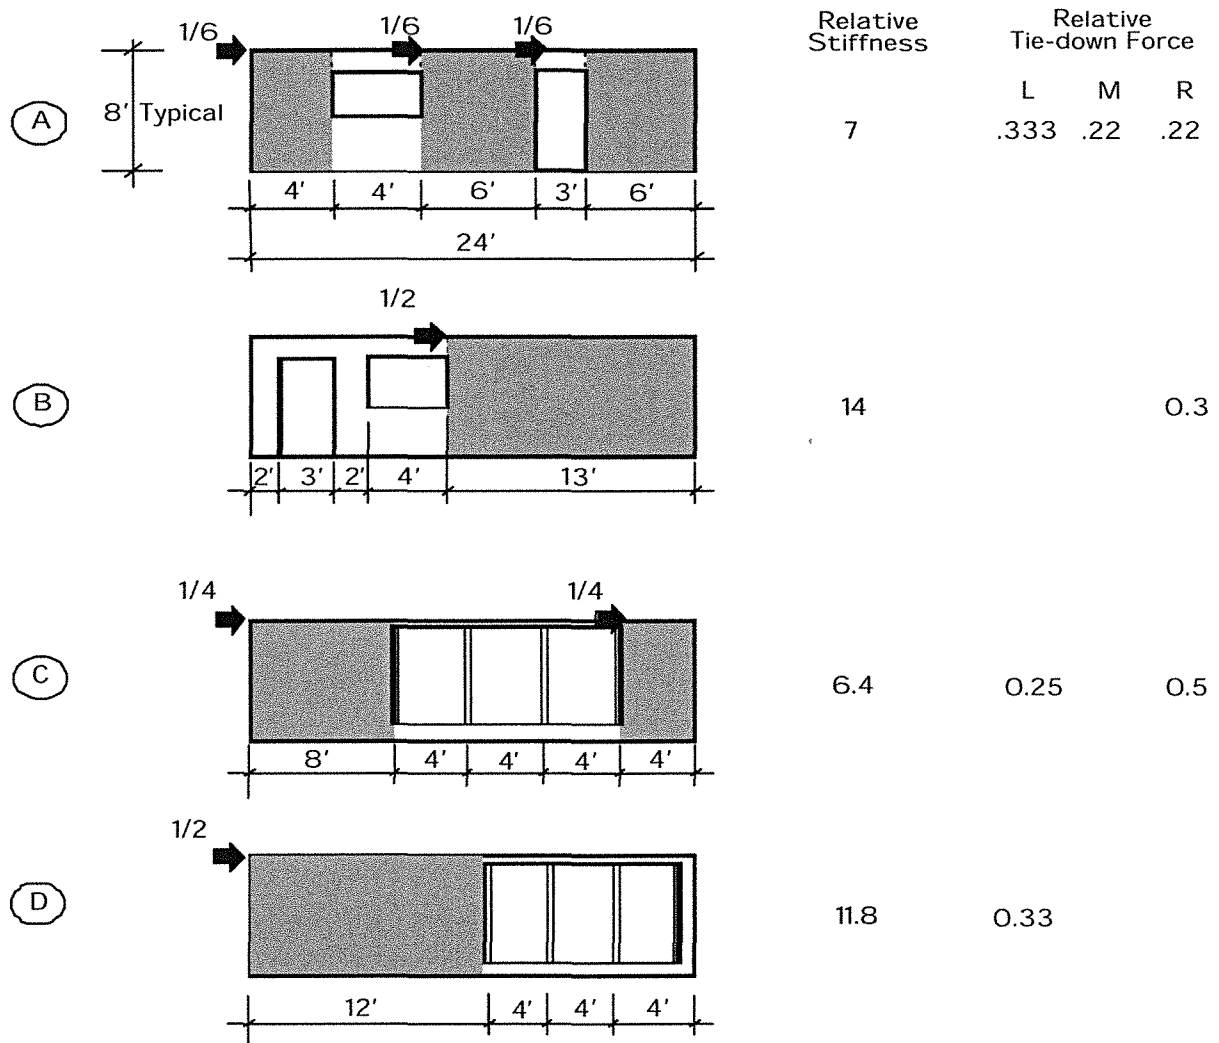 Relative Stiffness
Relative Tie-down Force
L M R
1/6 1/6 1/6
A
8' Typical
7 .333 .22 .22
4' 4' 6' 3' 6'
24'
1/2
B
14 0.3
2' 3' 2' 4' 13'
1/4 1/4
C
6.4 0.25 0.5
8' 4' 4' 4' 4'
1/2
D
11.8 0.33
12' 4' 4' 4'